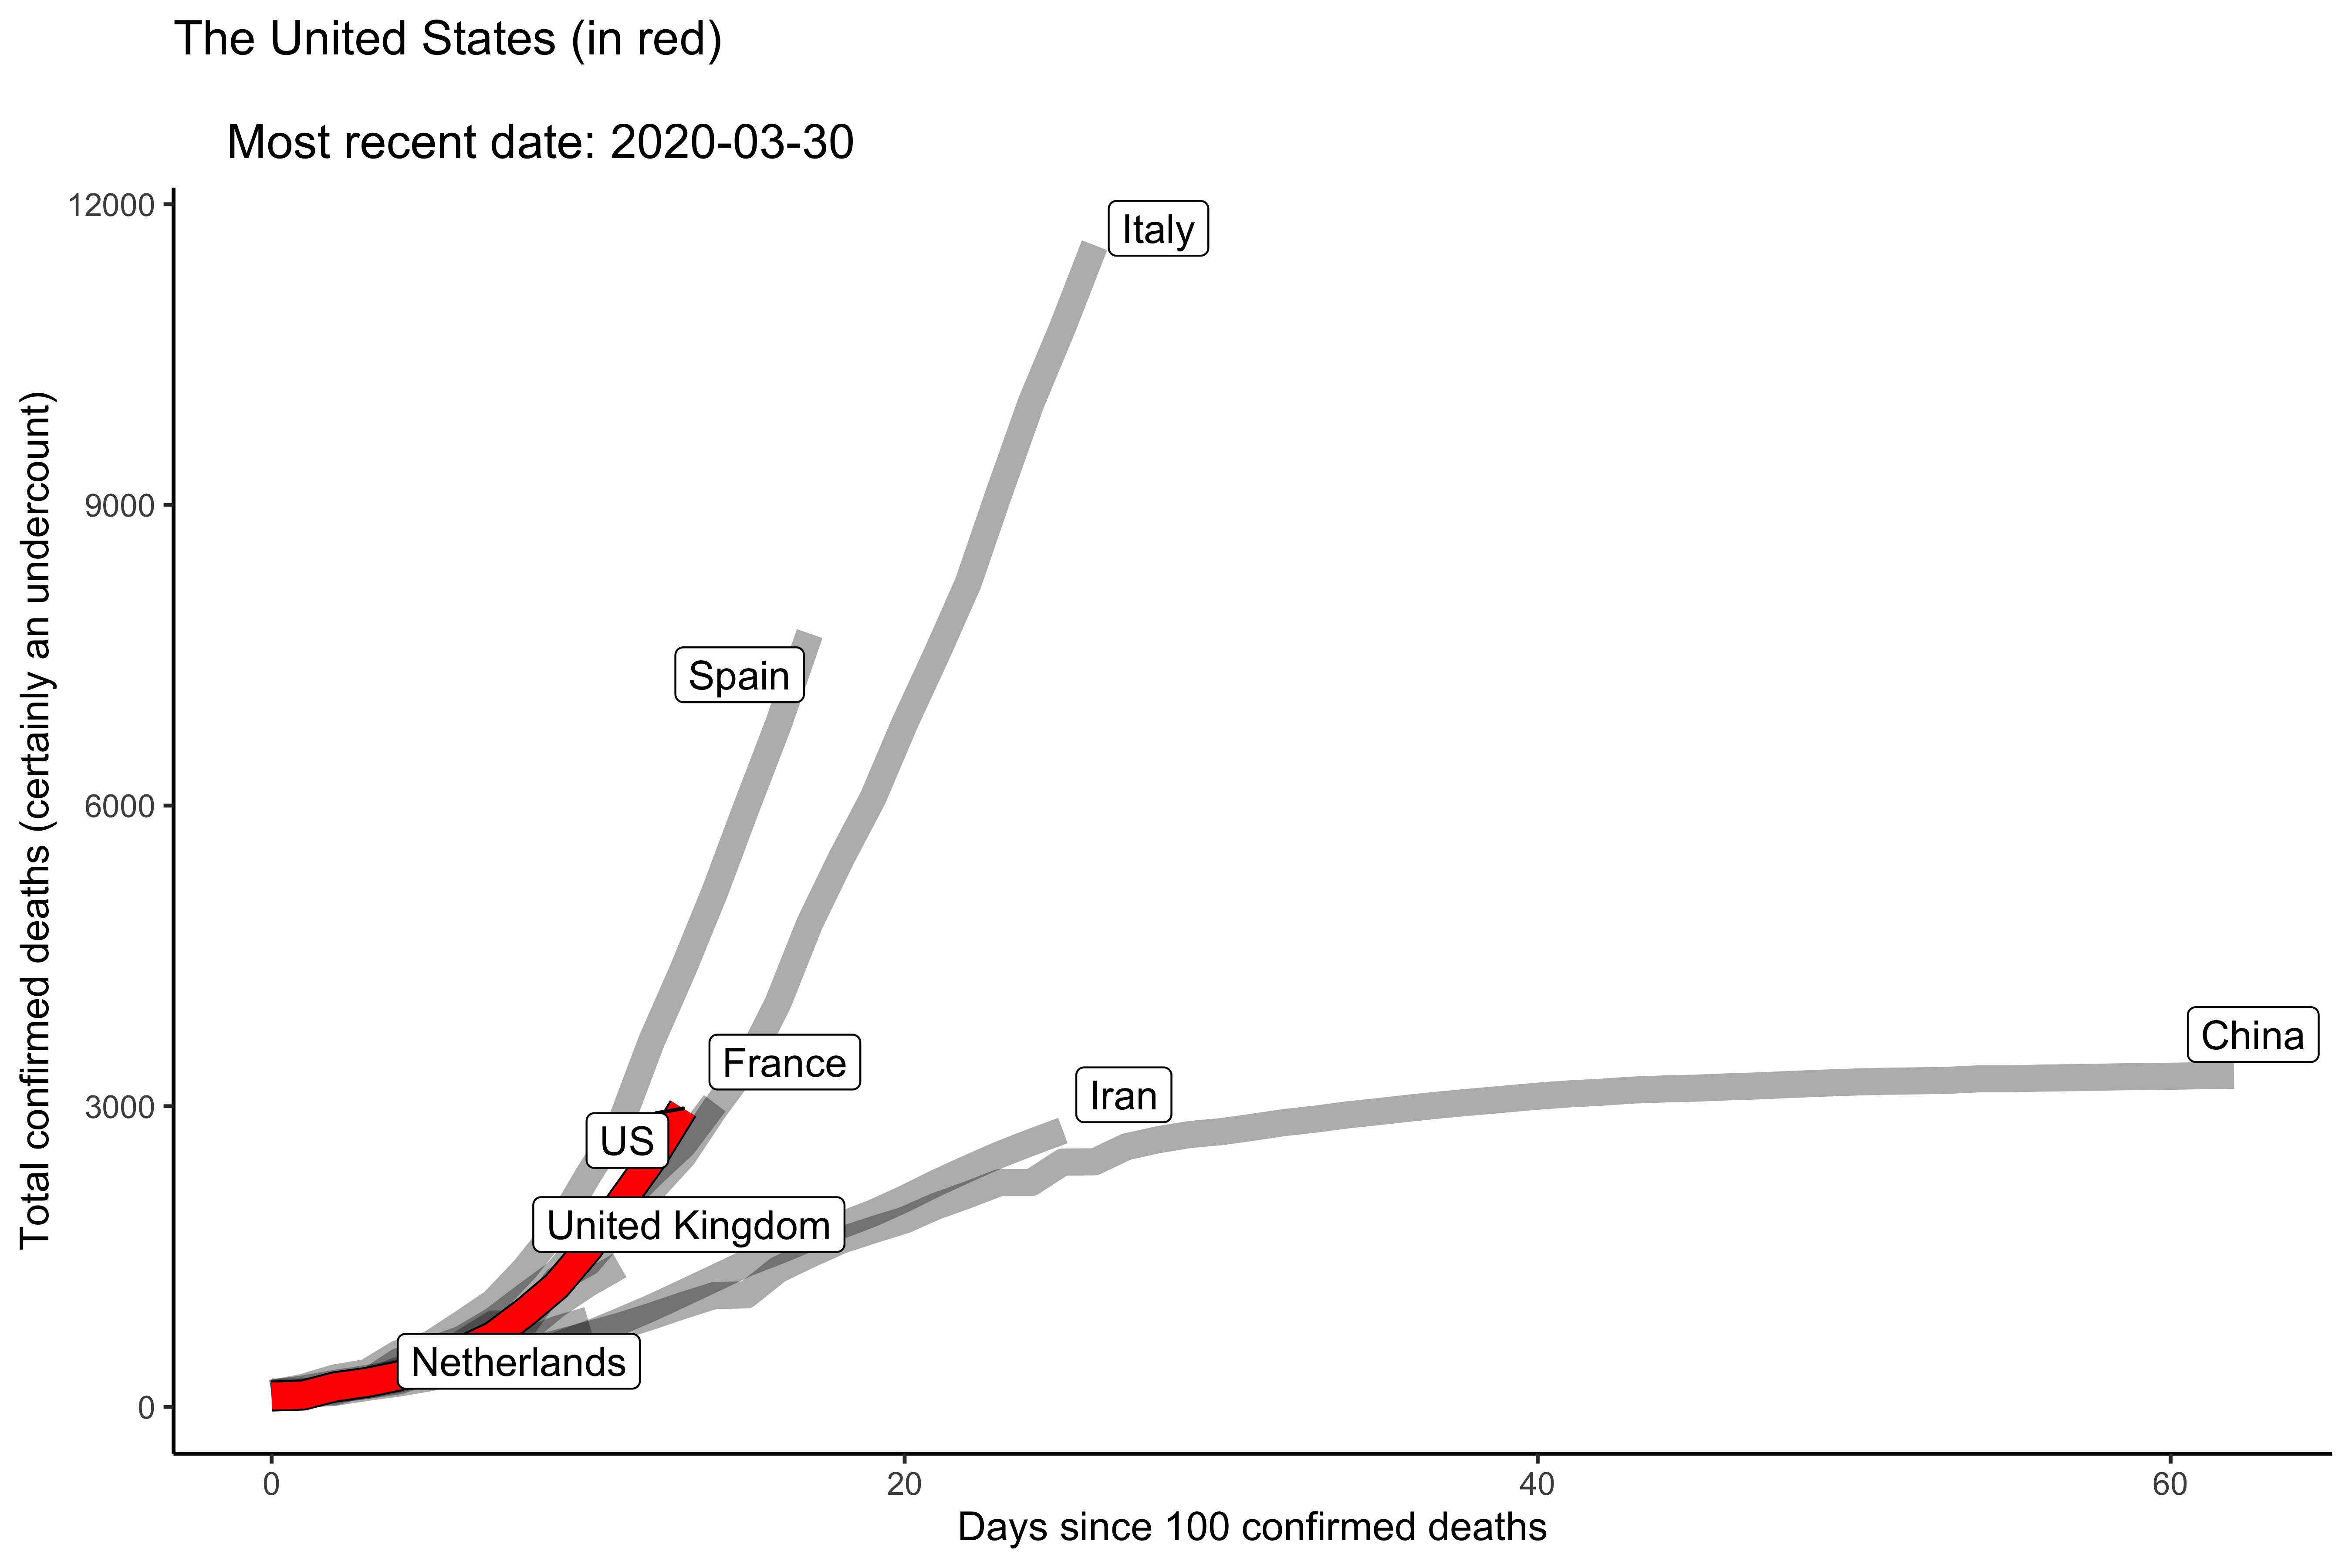 The United States (in red)
Most recent date: 2020-03-30
Total confirmed deaths (certainly an undercount)
12000
9000
6000
3000
0
Italy
Spain
France
Iran
China
US
United Kingdom
Netherlands
0
20
40
60
Days since 100 confirmed deaths